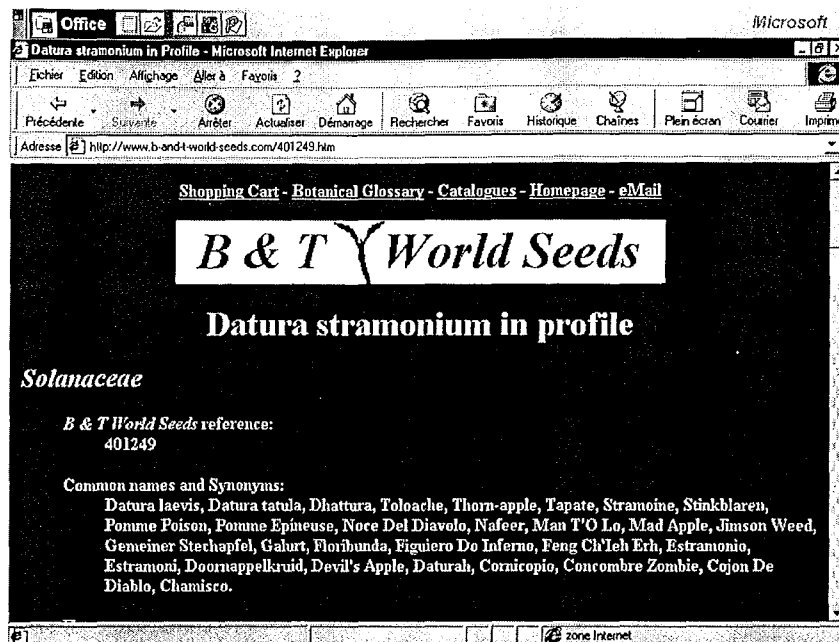 Office Microsoft
Datura stramonium in Profile - Microsoft Internet Explorer
Fichier Edition Affichage Aller à Favoris ?
Précédente Suivante Arrêter Actualiser Démarrage Rechercher Favoris Historique Chaînes Plein écran Courrier Imprime
Adresse http://www.b-and-t-world-seeds.com/401249.htm
Shopping Cart - Botanical Glossary - Catalogues - Homepage - eMail
B & T World Seeds
Datura stramonium in profile
Solanaceae
B & T World Seeds reference:
401249
Common names and Synonyms:
Datura laevis, Datura tatula, Dhattura, Toloache, Thorn-apple, Tapate, Stramoine, Stinkblaren,
Pomme Poison, Pomme Epineuse, Noce Del Diavolo, Nafeer, Man T'O Lo, Mad Apple, Jimson Weed,
Gemeiner Stechapfel, Galurt, Floribunda, Figuiero Do Inferno, Feng Ch'Ieh Erh, Estramonio,
Estramoni, Doornappelkruid, Devil's Apple, Daturah, Cornicopio, Concombre Zombie, Cojon De
Diablo, Chamisco.
zone Internet